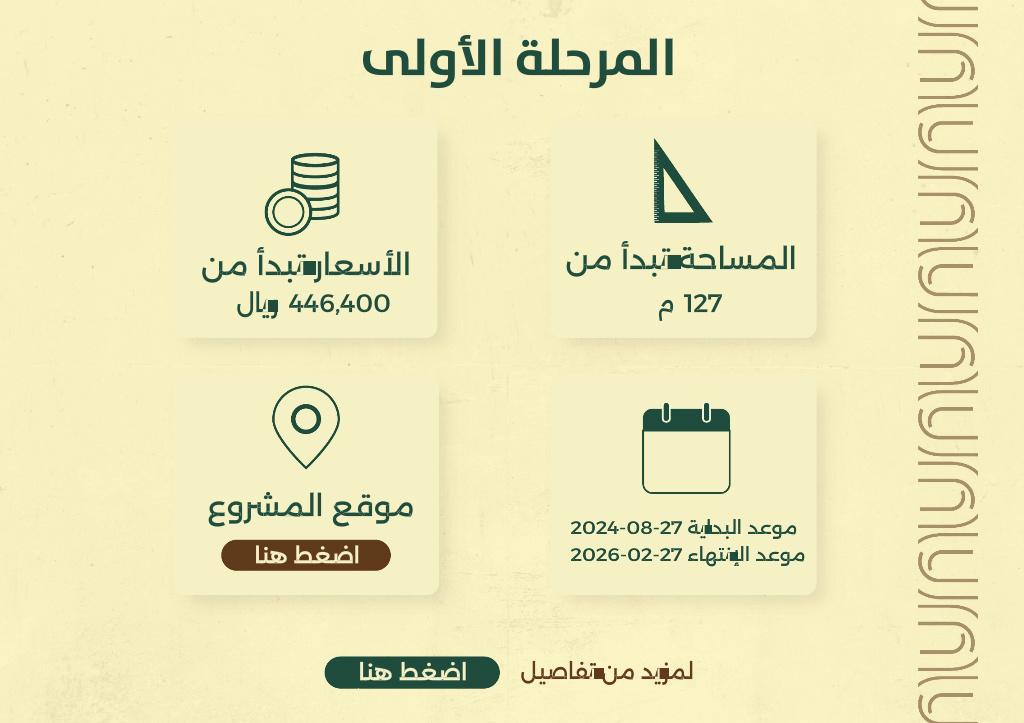 المرحلة الأولى
المساحة تبدأ من
127 م
الأسعار تبدأ من
446,400 ريال
موعد البداية 27-08-2024
موعد الإنتهاء 27-02-2026
موقع المشروع
اضغط هنا
لمزيد من تفاصيل
اضغط هنا